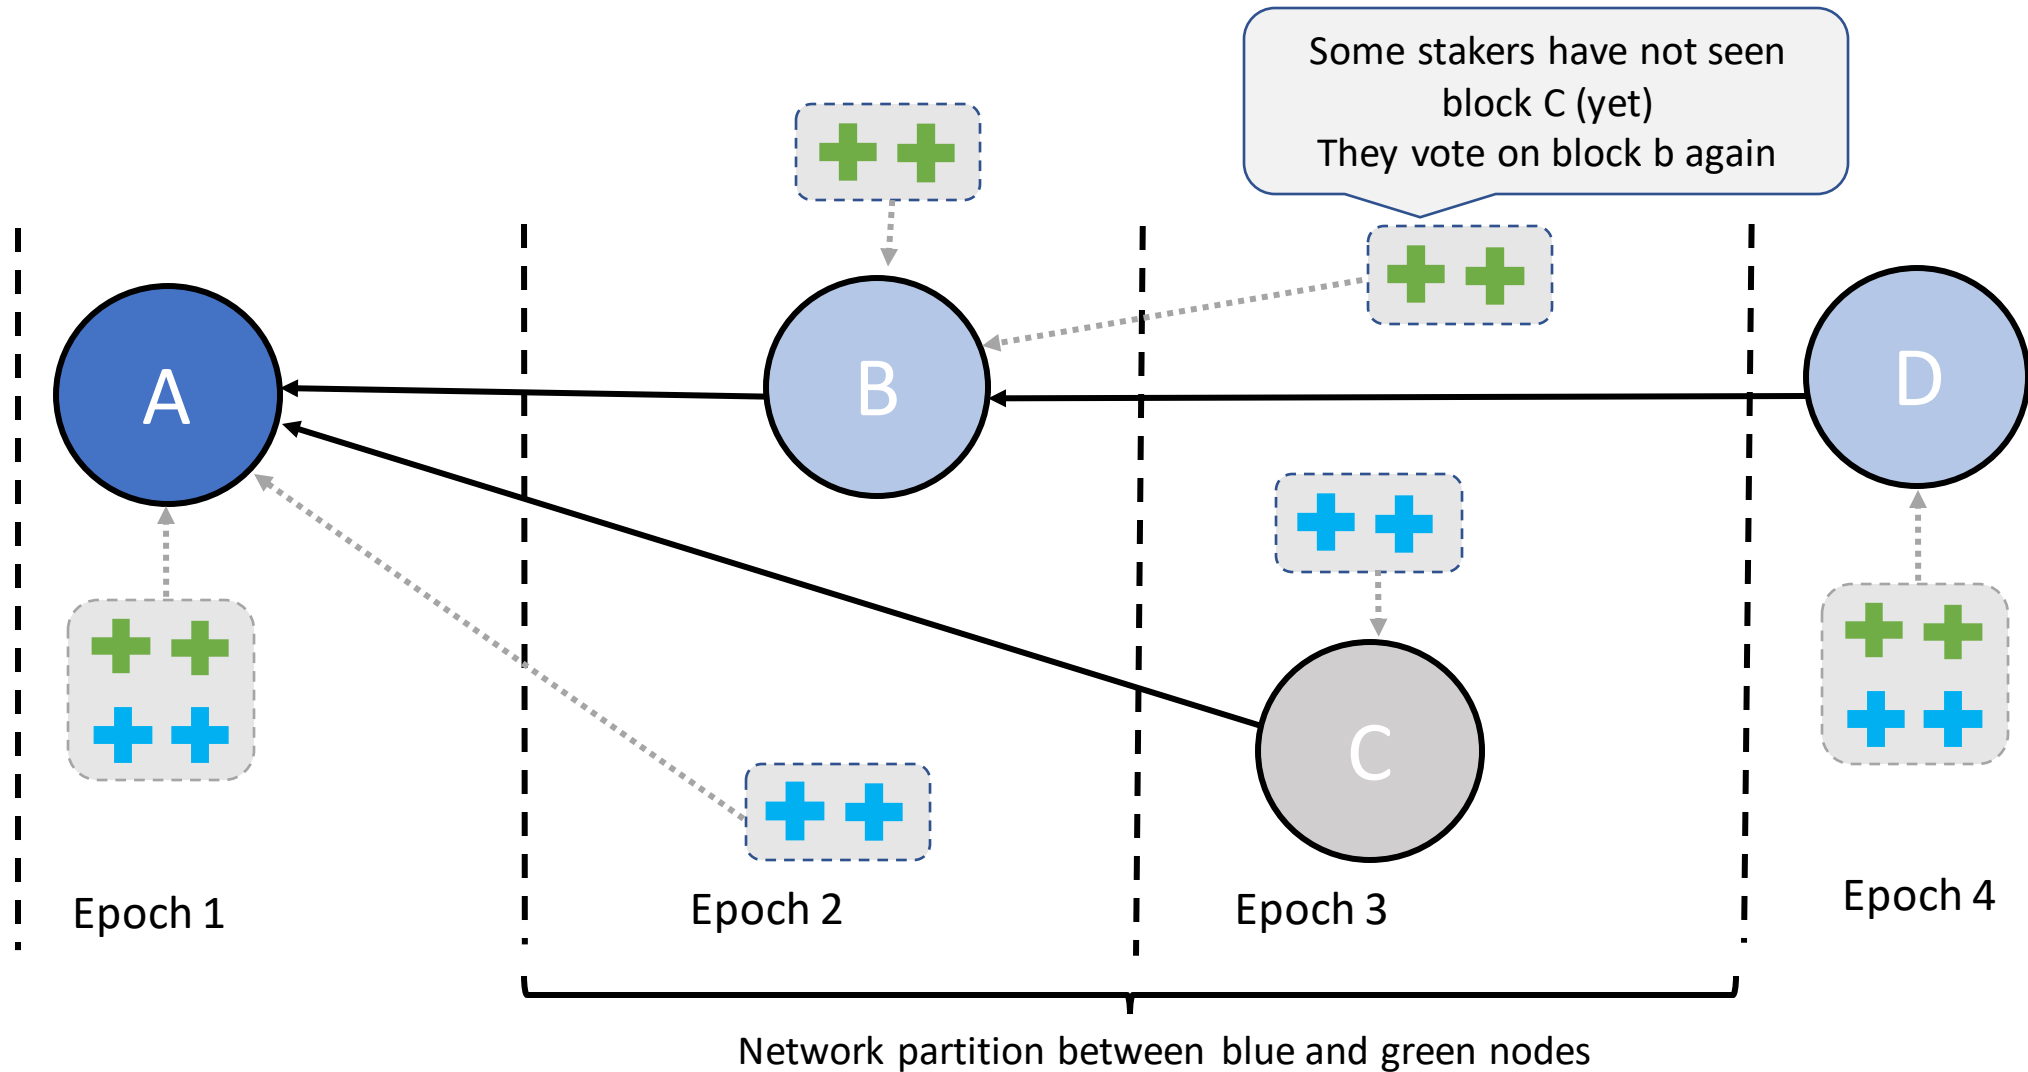 Some stakers have not seen
block C (yet)
They vote on block b again
A
B
D
C
Epoch 1
Epoch 2
Epoch 3
Epoch 4
Network partition between blue and green nodes